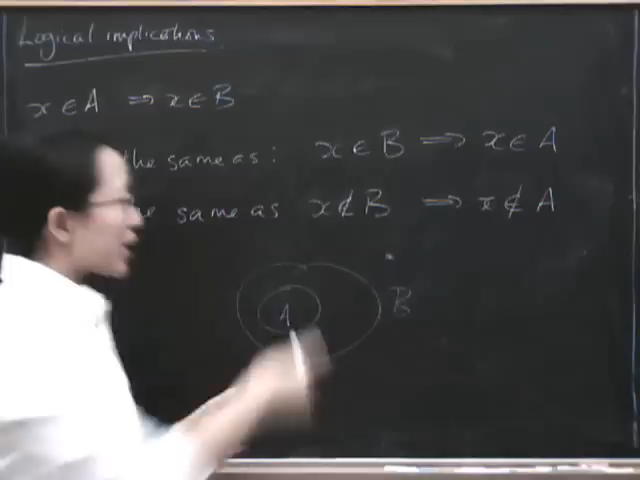 Logical implications
x ∈ A ⟹ x ∈ B
the same as : x ∈ B ⟹ x ∈ A
same as x ∉ B ⟹ x ∉ A
A
B